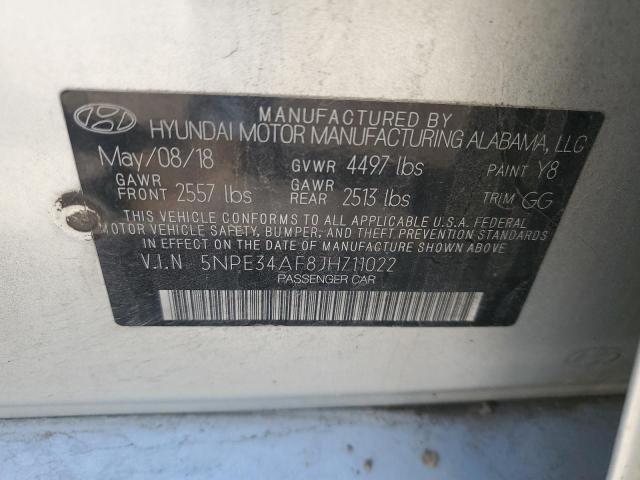 MANUFACTURED BY
HYUNDAI MOTOR MANUFACTURING ALABAMA, LLC
May/08/18 GVWR 4497 lbs PAINT Y8
GAWR FRONT 2557 lbs GAWR REAR 2513 lbs TRIM GG
THIS VEHICLE CONFORMS TO ALL APPLICABLE U.S.A. FEDERAL
MOTOR VEHICLE SAFETY, BUMPER, AND THEFT PREVENTION STANDARDS
IN EFFECT ON THE DATE OF MANUFACTURE SHOWN ABOVE
V.I.N 5NPE34AF8JH711022
PASSENGER CAR